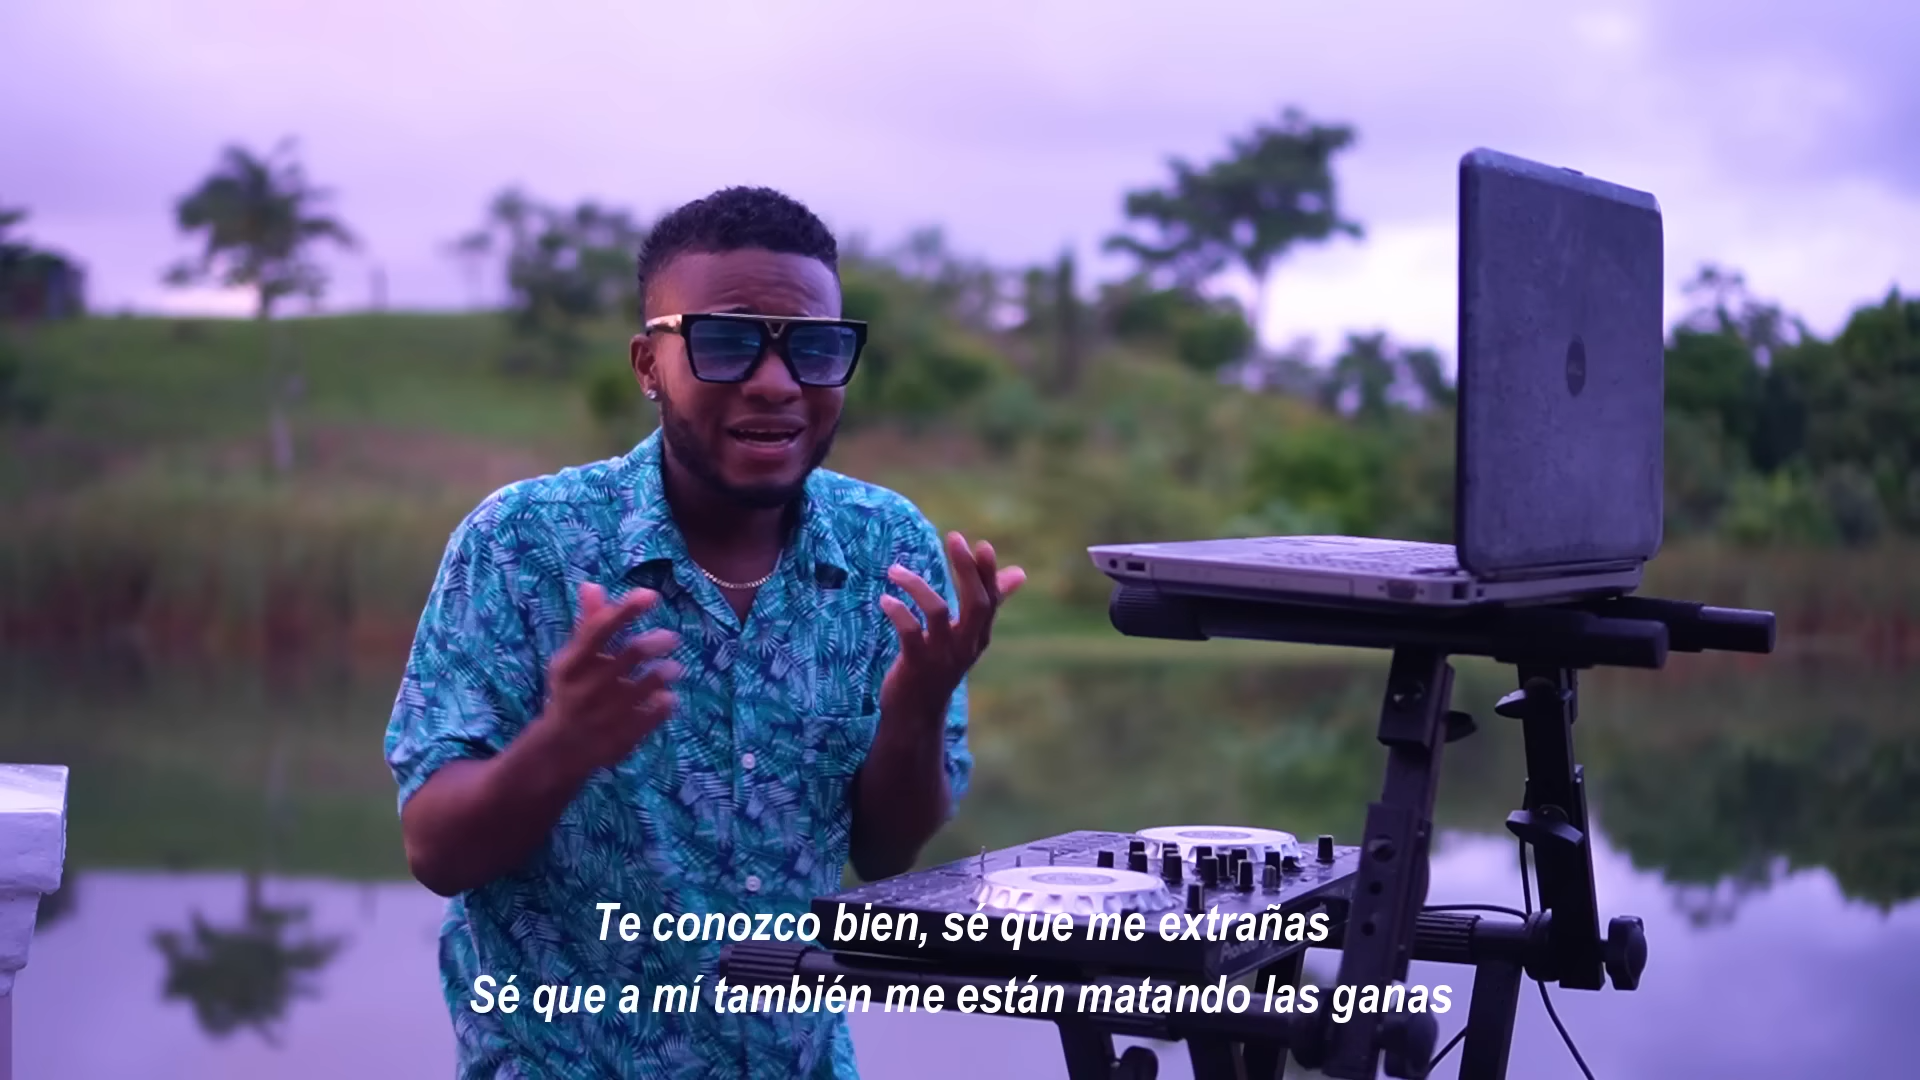 Te conozco bien, sé que me extrañas
Sé que a mí también me están matando las ganas